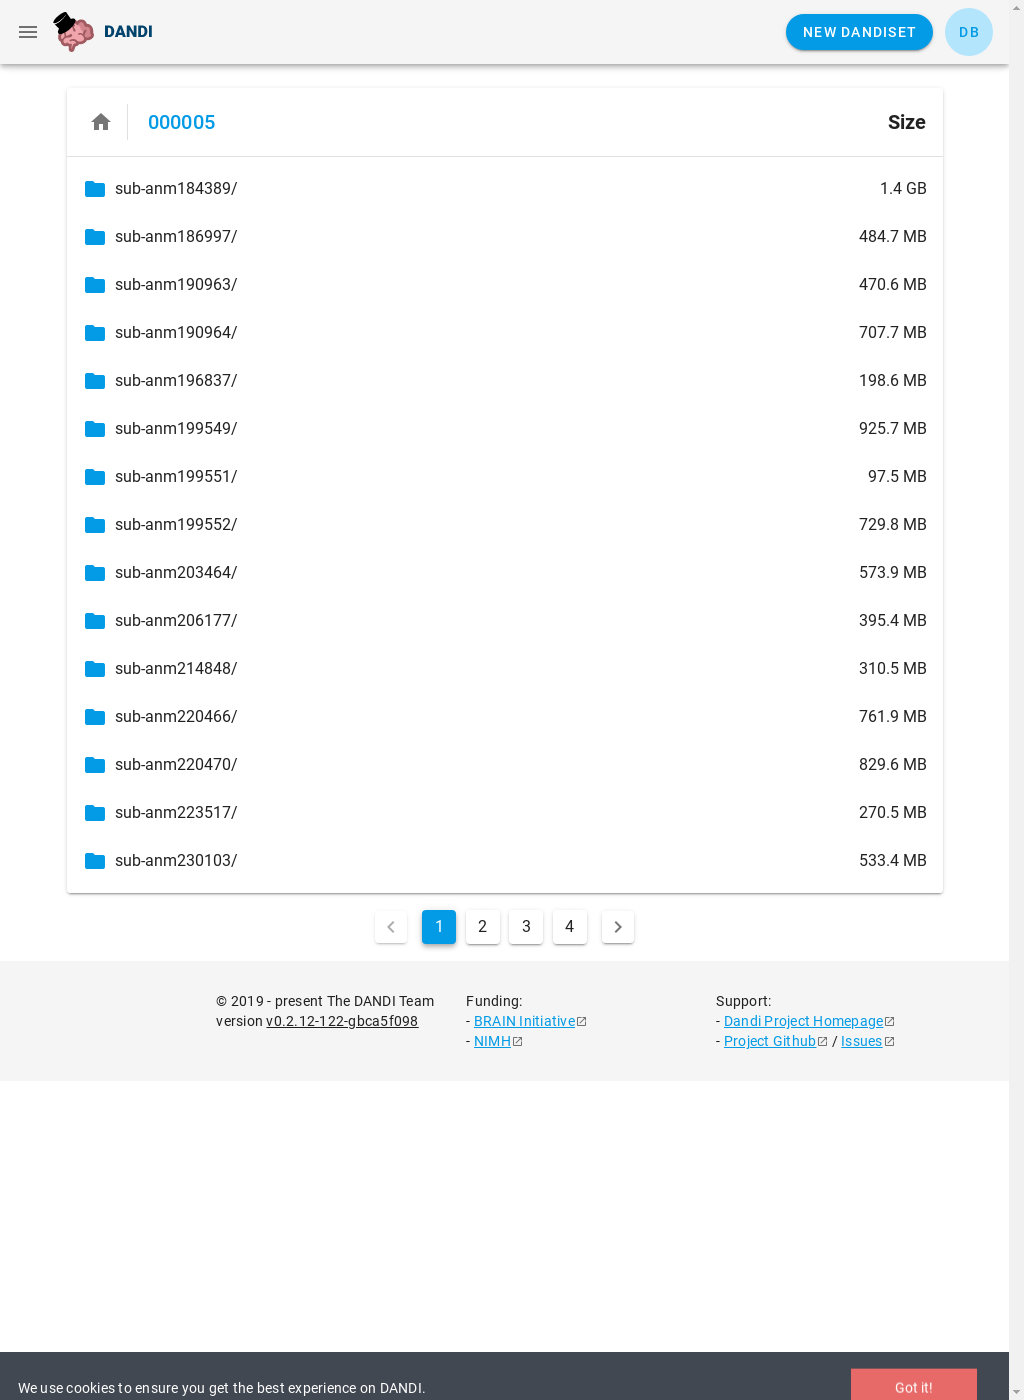 DANDI
NEW DANDISET
DB
000005
Size
sub-anm184389/ 1.4 GB
sub-anm186997/ 484.7 MB
sub-anm190963/ 470.6 MB
sub-anm190964/ 707.7 MB
sub-anm196837/ 198.6 MB
sub-anm199549/ 925.7 MB
sub-anm199551/ 97.5 MB
sub-anm199552/ 729.8 MB
sub-anm203464/ 573.9 MB
sub-anm206177/ 395.4 MB
sub-anm214848/ 310.5 MB
sub-anm220466/ 761.9 MB
sub-anm220470/ 829.6 MB
sub-anm223517/ 270.5 MB
sub-anm230103/ 533.4 MB
1 2 3 4
© 2019 - present The DANDI Team
version v0.2.12-122-gbca5f098
Funding:
- BRAIN Initiative
- NIMH
Support:
- Dandi Project Homepage
- Project Github / Issues
We use cookies to ensure you get the best experience on DANDI.
Got it!